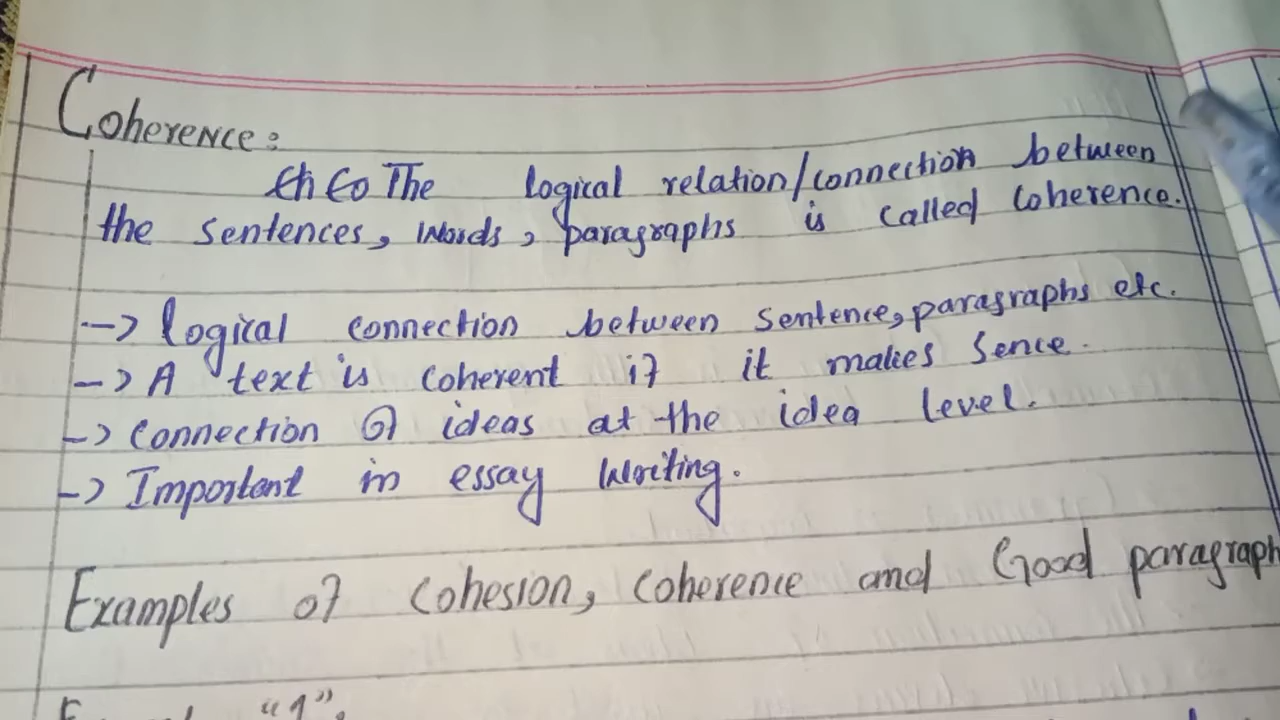 Coherence:
The logical relation/connection between
the sentences, words, paragraphs is called Coherence.
--> Logical connection between sentence, paragraphs etc.
--> A text is coherent if it makes sence.
--> Connection of ideas at the idea level.
--> Important in essay writing.
Examples of Cohesion, Coherence and Good paragraph
"1":